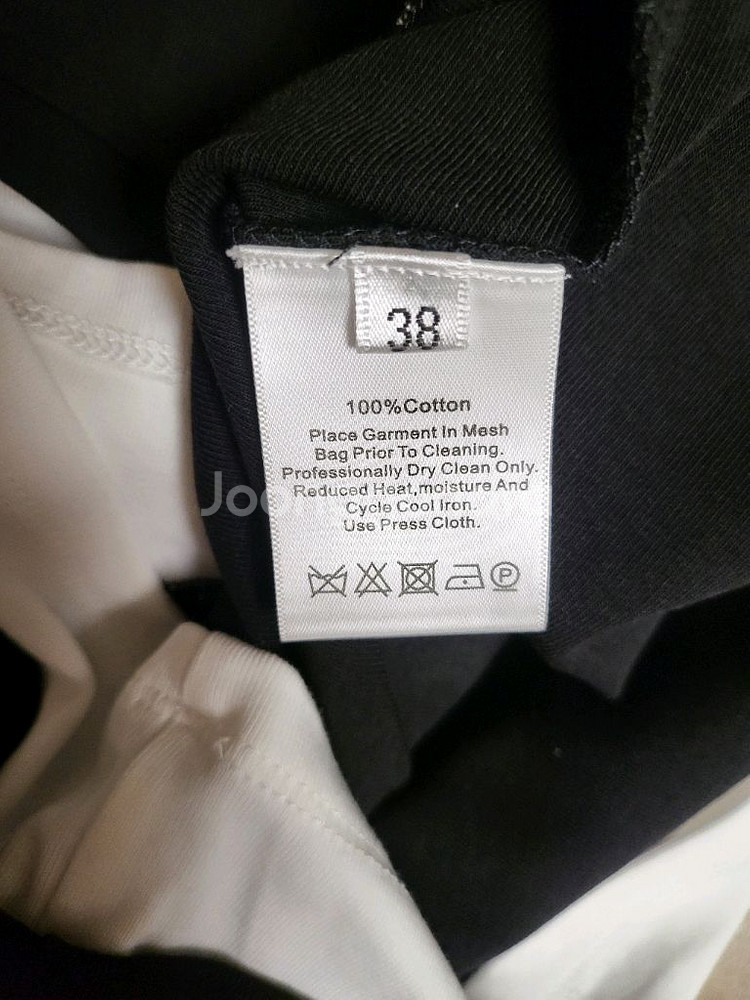 38
100%Cotton
Place Garment In Mesh
Bag Prior To Cleaning.
Professionally Dry Clean Only.
Reduced Heat,moisture And
Cycle Cool Iron.
Use Press Cloth.
P